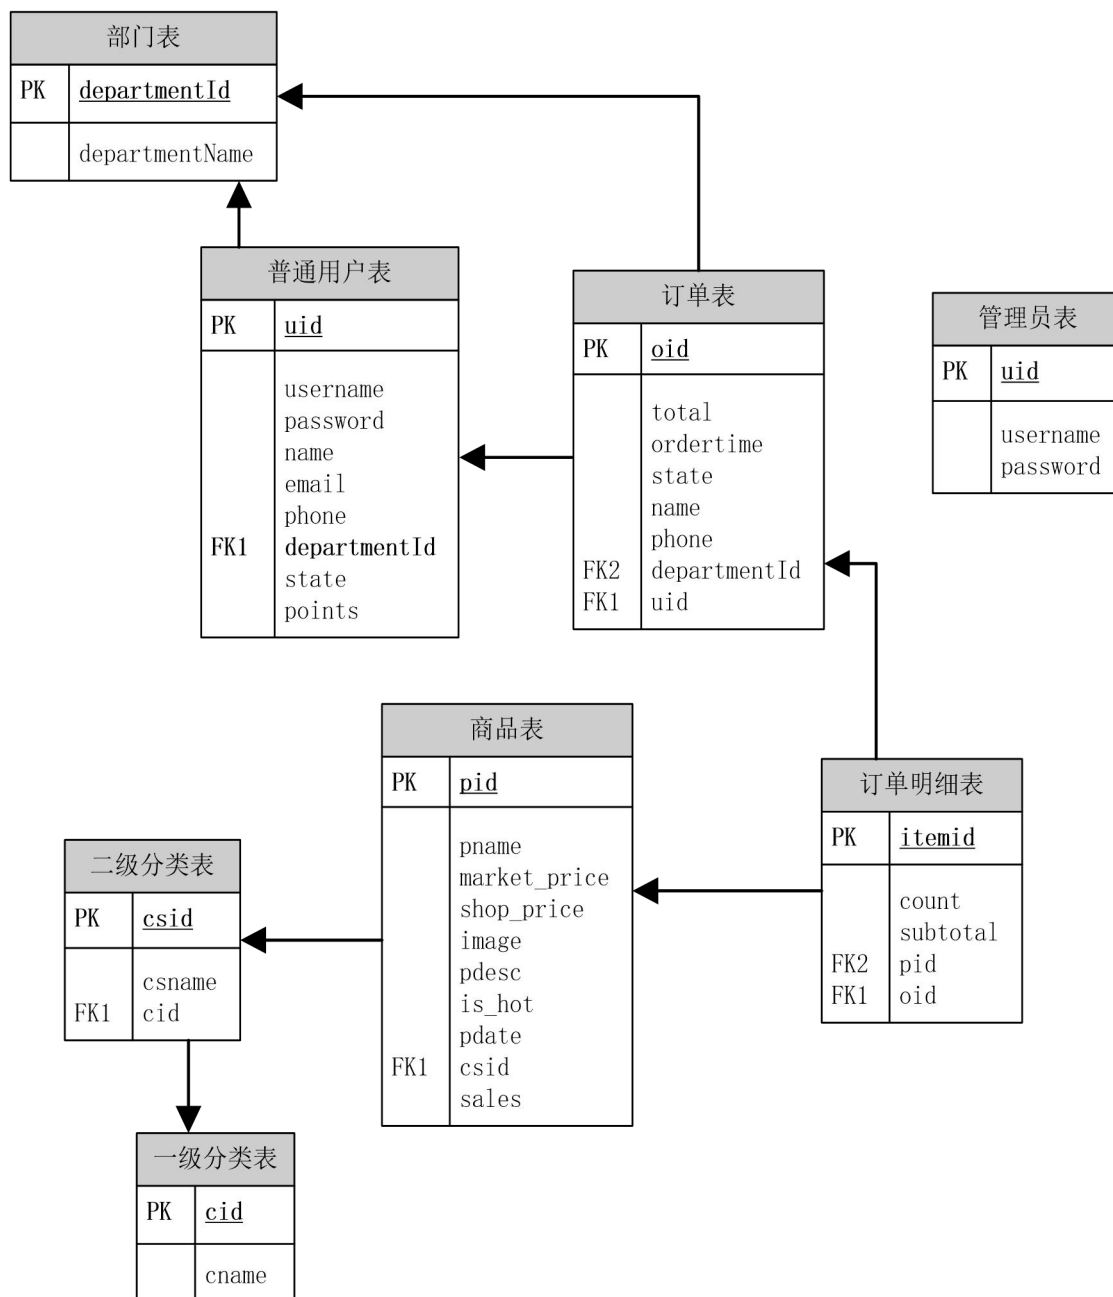 部门表
PK departmentId
departmentName
普通用户表
PK uid
username
password
name
email
phone
FK1 departmentId
state
points
订单表
PK oid
total
ordertime
state
name
phone
FK2 departmentId
FK1 uid
管理员表
PK uid
username
password
商品表
PK pid
pname
market_price
shop_price
image
pdesc
is_hot
pdate
FK1 csid
sales
订单明细表
PK itemid
count
subtotal
FK2 pid
FK1 oid
二级分类表
PK csid
csname
FK1 cid
一级分类表
PK cid
cname